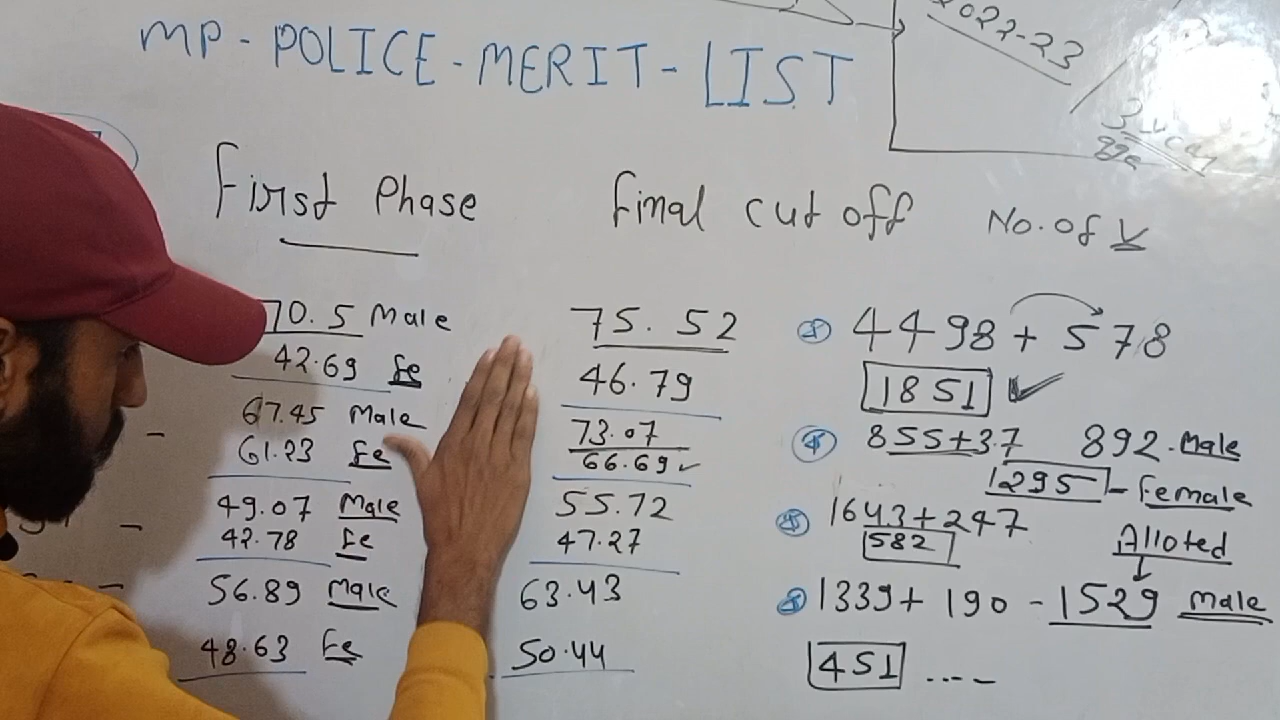 2022-23
MP-POLICE-MERIT-LIST
First Phase Final cut off No. of V
70.5 Male 75.52 4498 + 578
42.69 Fe 46.79 1851 ✓
67.45 Male 73.07 855+37 892-Male
61.23 Fe 66.69 ✓ 1295 - Female
49.07 Male 55.72 1643+247
42.78 Fe 47.27 582 Alloted
56.89 Male 63.43 1339+ 190 - 1529 Male
48.63 Fe 50.44 451 ----